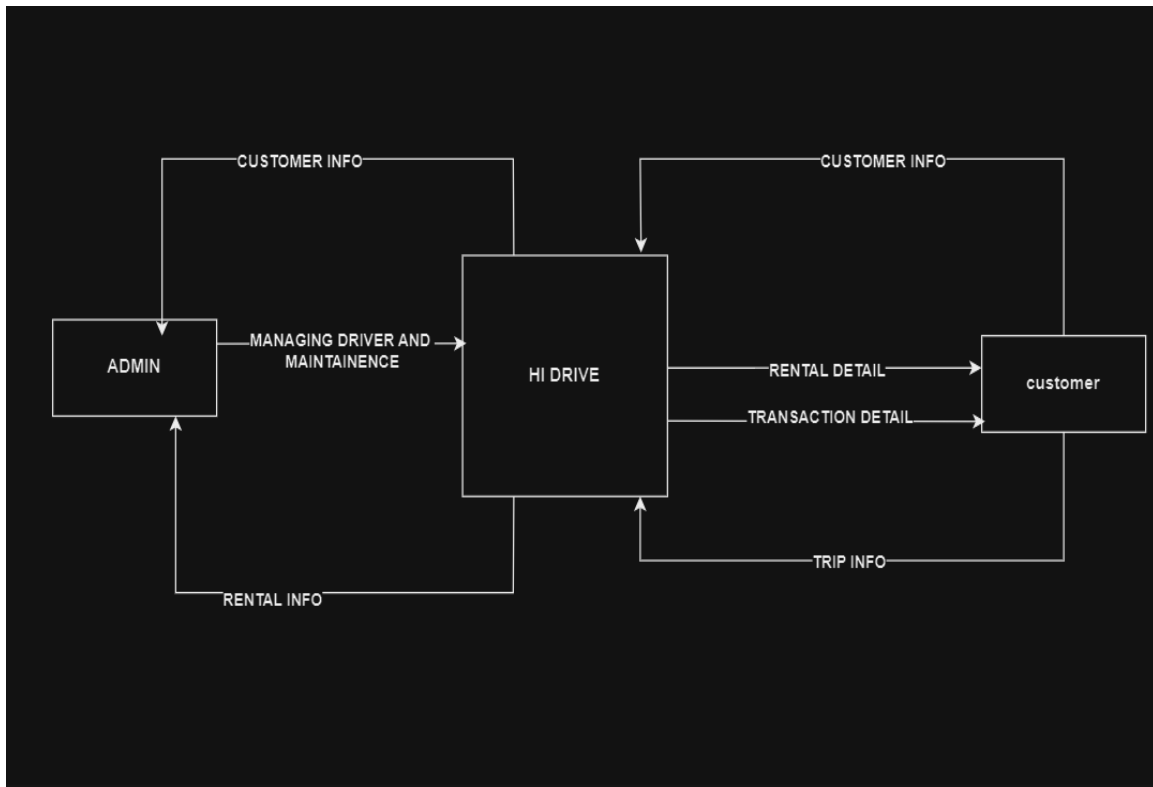 CUSTOMER INFO
CUSTOMER INFO
MANAGING DRIVER AND
MAINTAINENCE
ADMIN
HI DRIVE
RENTAL DETAIL
customer
TRANSACTION DETAIL
TRIP INFO
RENTAL INFO